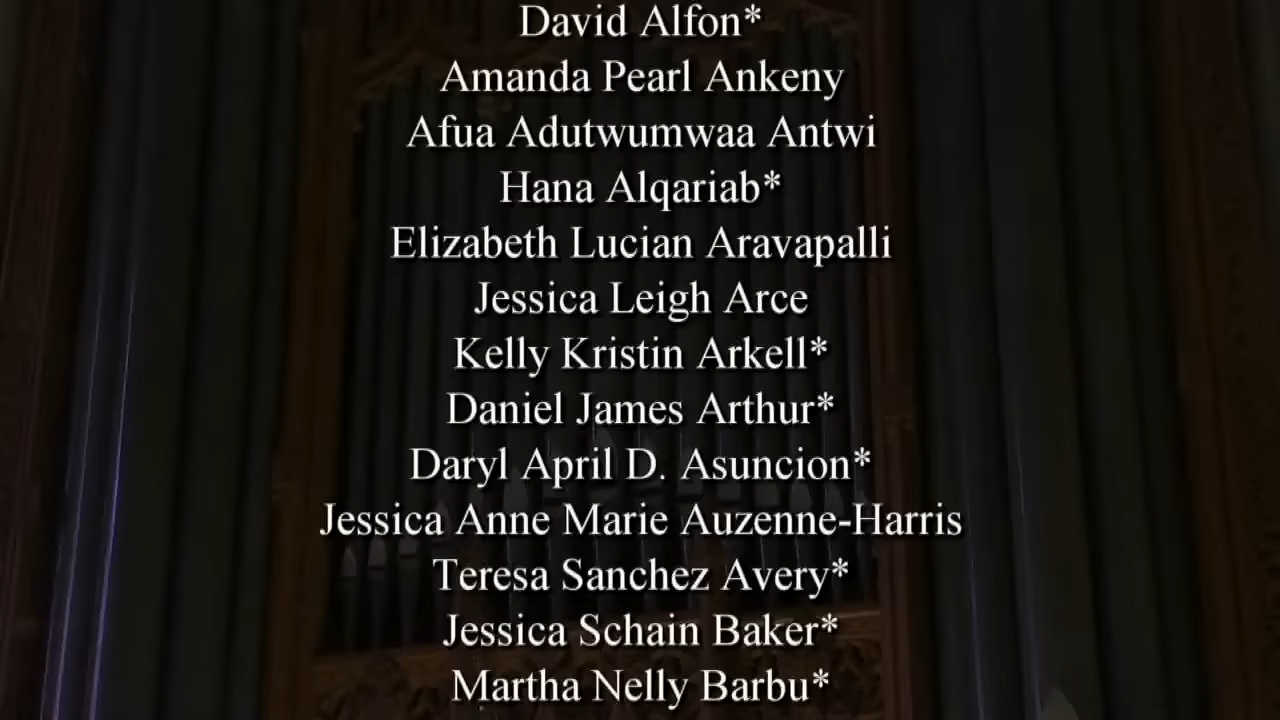 David Alfon*
Amanda Pearl Ankeny
Afua Adutwumwaa Antwi
Hana Alqariab*
Elizabeth Lucian Aravapalli
Jessica Leigh Arce
Kelly Kristin Arkell*
Daniel James Arthur*
Daryl April D. Asuncion*
Jessica Anne Marie Auzenne-Harris
Teresa Sanchez Avery*
Jessica Schain Baker*
Martha Nelly Barbu*